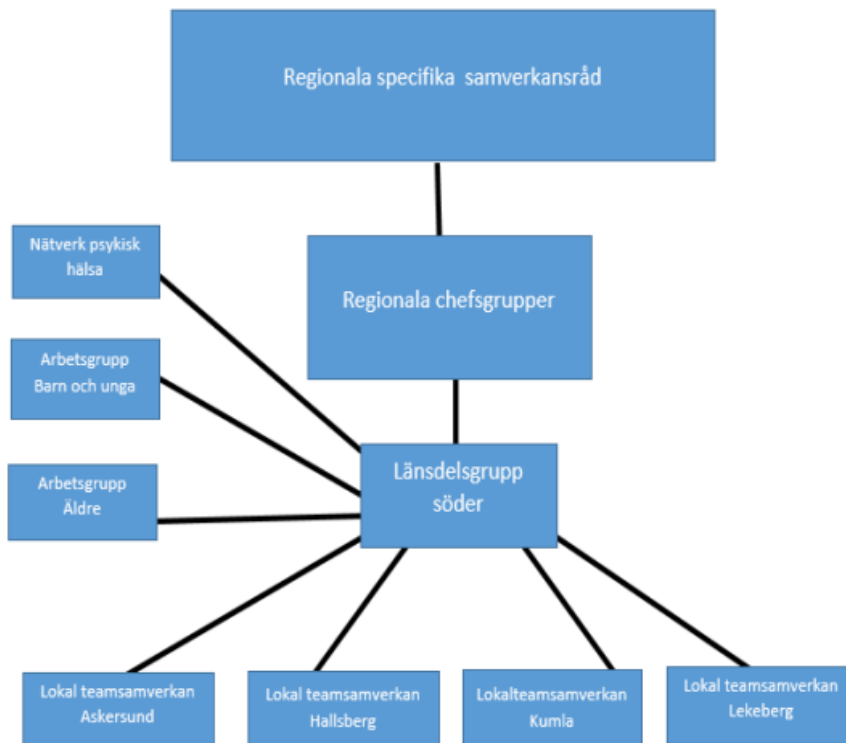 Regionala specifika samverkansråd
Nätverk psykisk
hälsa
Regionala chefsgrupper
Arbetsgrupp
Barn och unga
Länsdelsgrupp
söder
Arbetsgrupp
Äldre
Lokal teamsamverkan
Askersund
Lokal teamsamverkan
Hallsberg
Lokalteamsamverkan
Kumla
Lokal teamsamverkan
Lekeberg